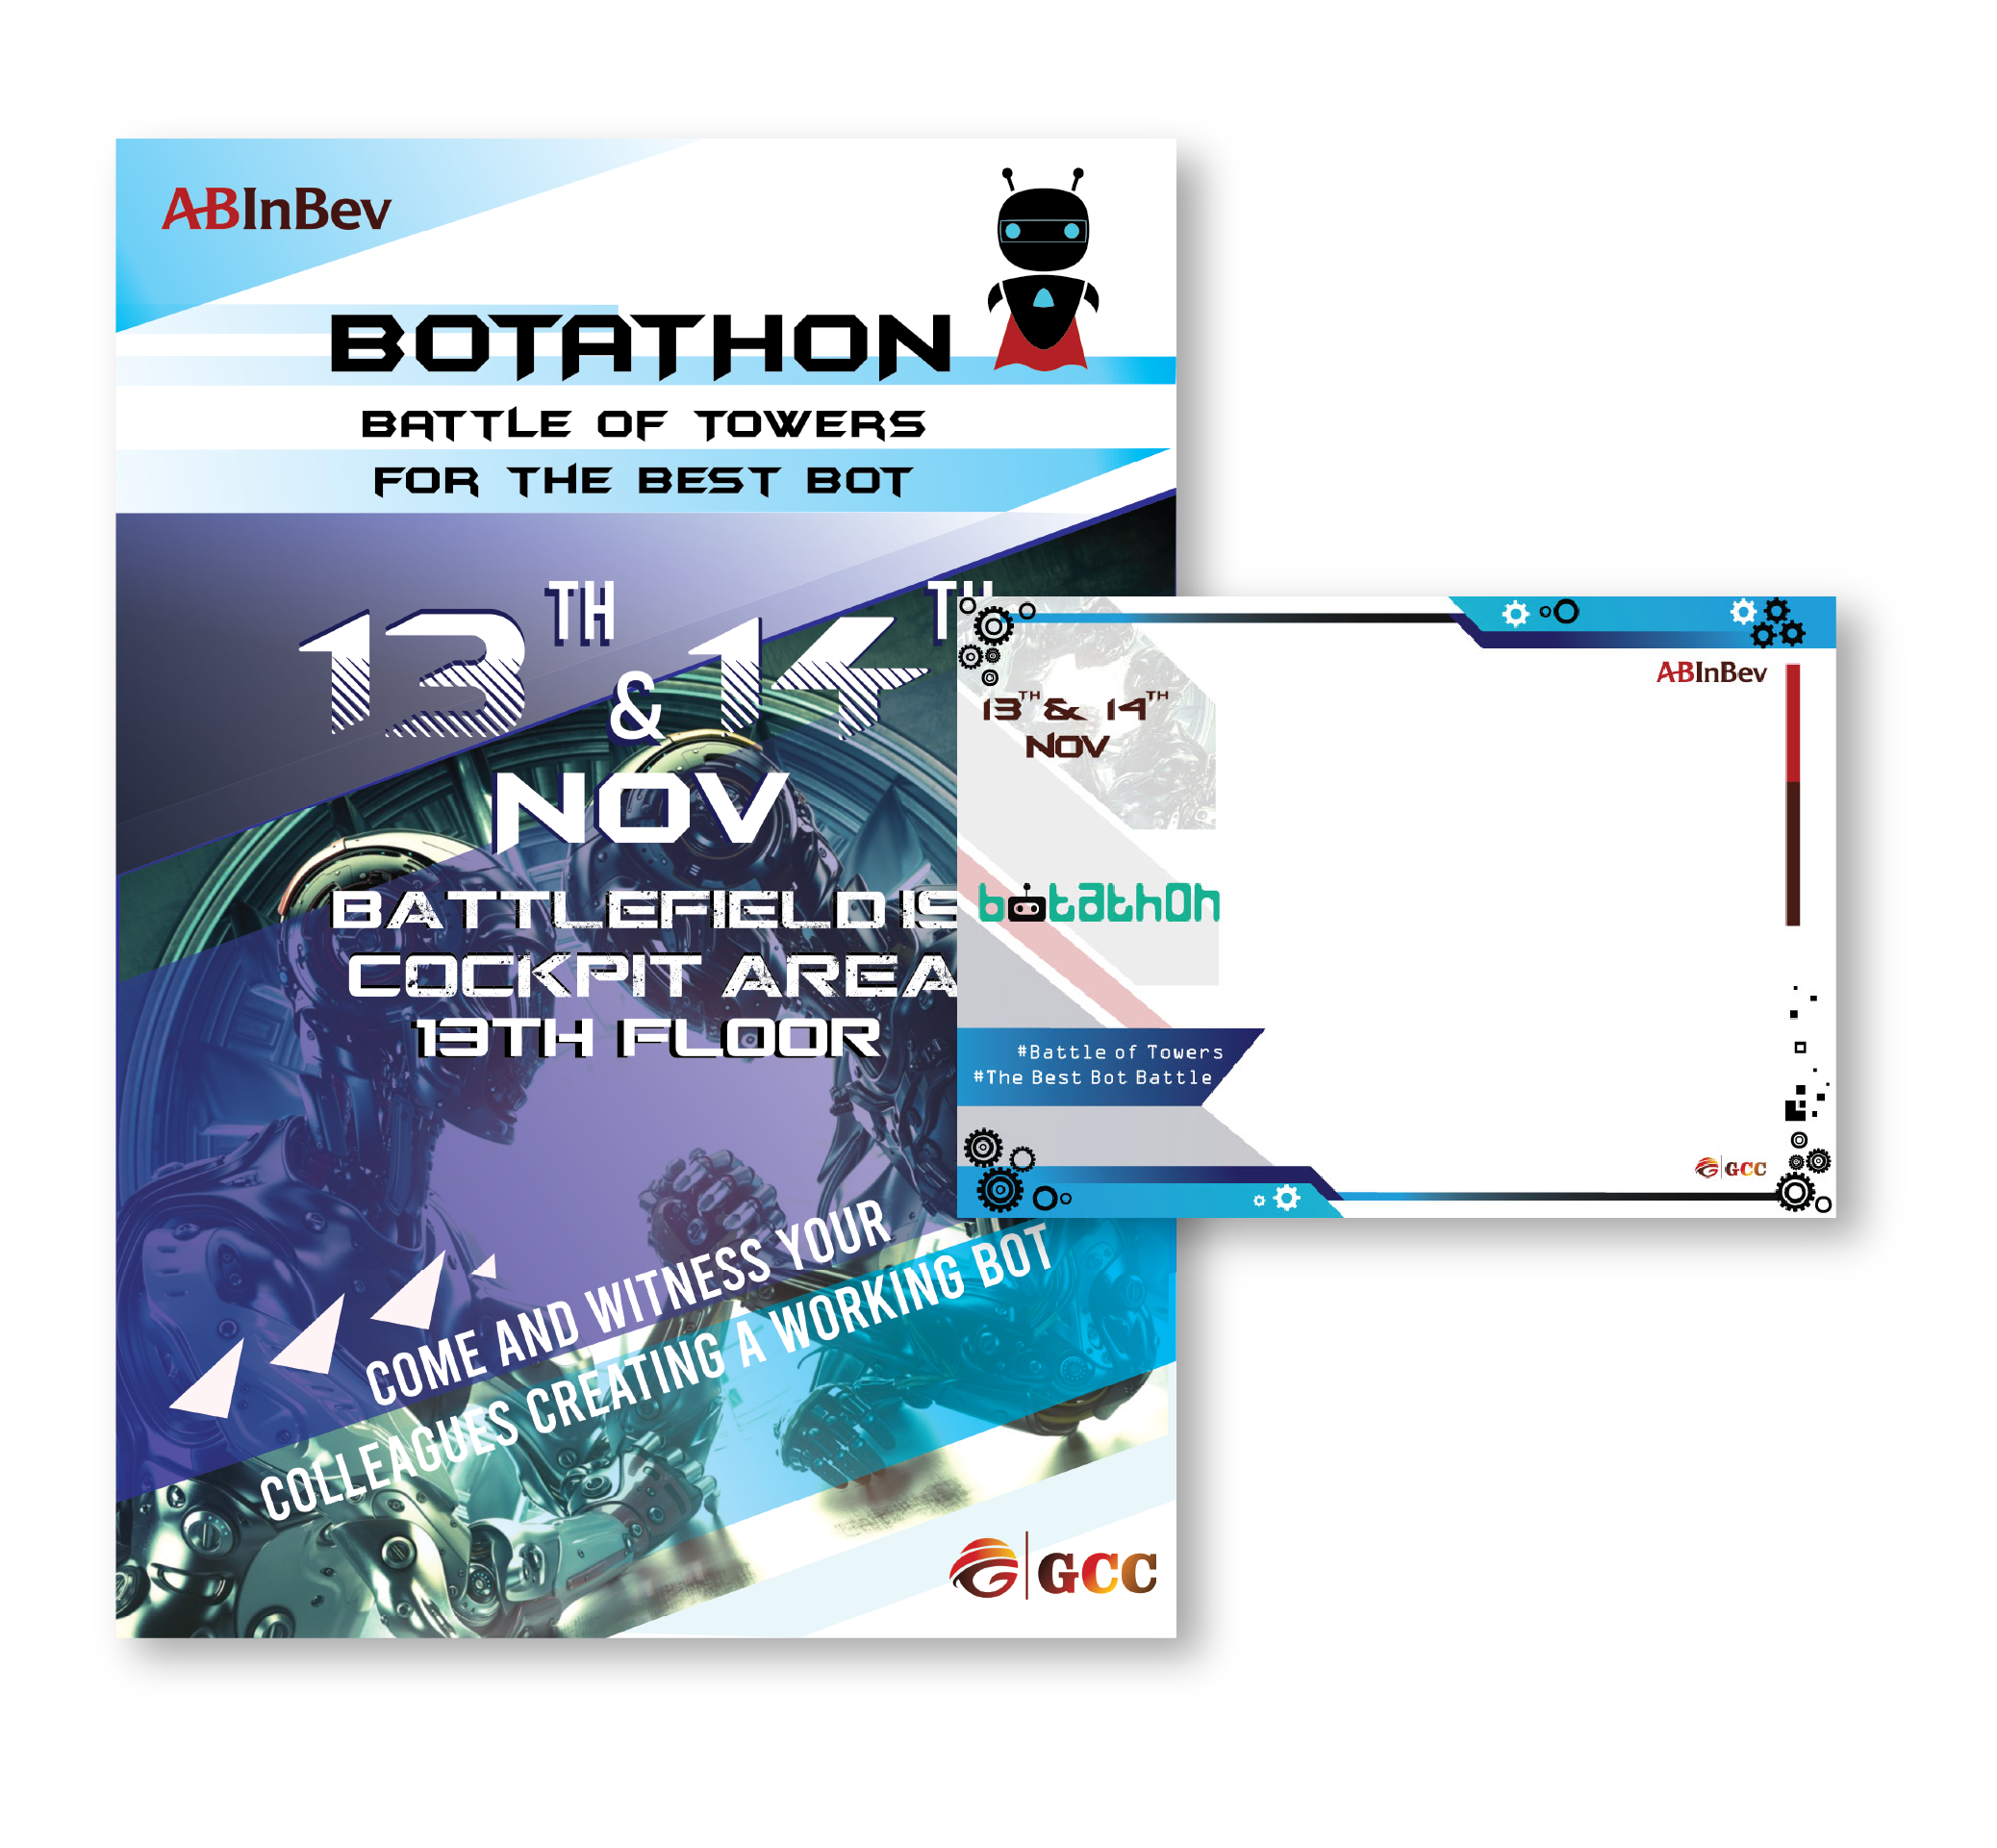 ABInBev
BOTATHON
BATTLE OF TOWERS
FOR THE BEST BOT
13TH & 14TH
NOV
BATTLEFIELD IS
COCKPIT AREA
13TH FLOOR
COME AND WITNESS YOUR
COLLEAGUES CREATING A WORKING BOT
GCC
ABInBev
13TH & 14TH
NOV
botathon
#Battle of Towers
#The Best Bot Battle
GCC